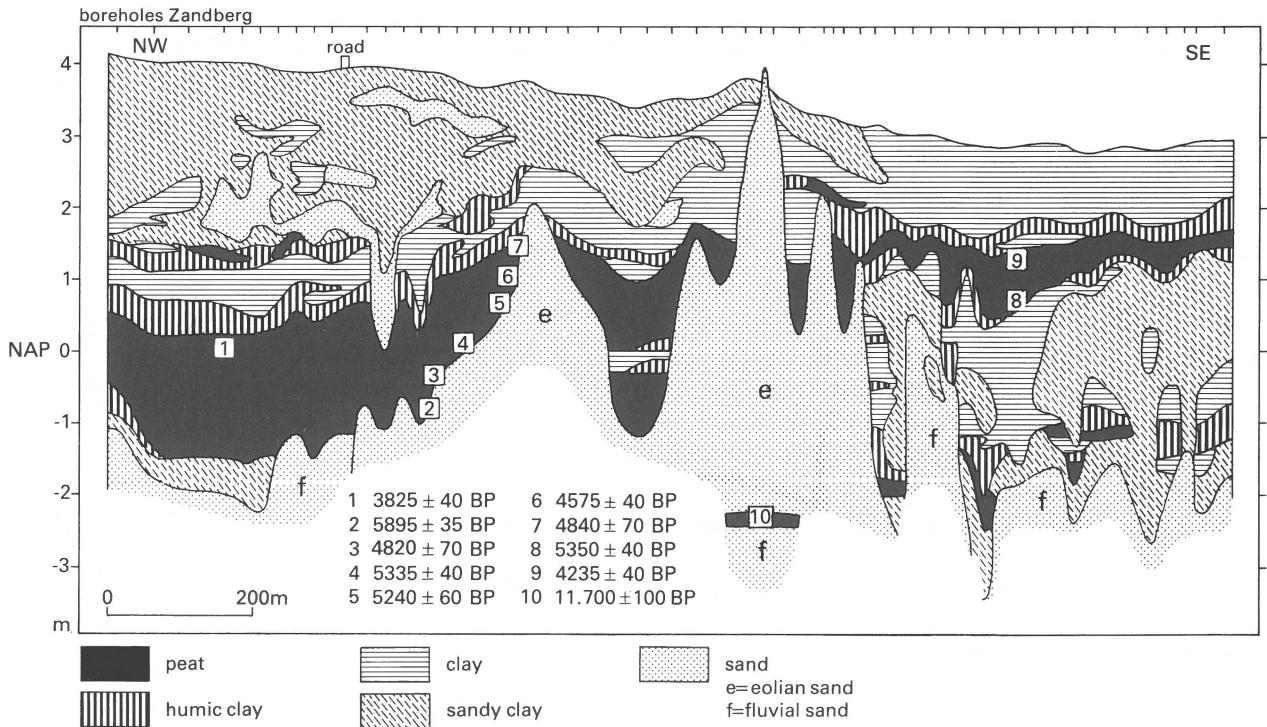 boreholes Zandberg
NW
road
SE
4
3
2
1
NAP 0
-1
-2
-3
m
7
6
5
4
3
2
1
9
8
10
e
e
f
f
f
f
1 3825 ± 40 BP 6 4575 ± 40 BP
2 5895 ± 35 BP 7 4840 ± 70 BP
3 4820 ± 70 BP 8 5350 ± 40 BP
4 5335 ± 40 BP 9 4235 ± 40 BP
5 5240 ± 60 BP 10 11.700 ± 100 BP
0 200m
peat
clay
sand
e=eolian sand
humic clay
sandy clay
f=fluvial sand